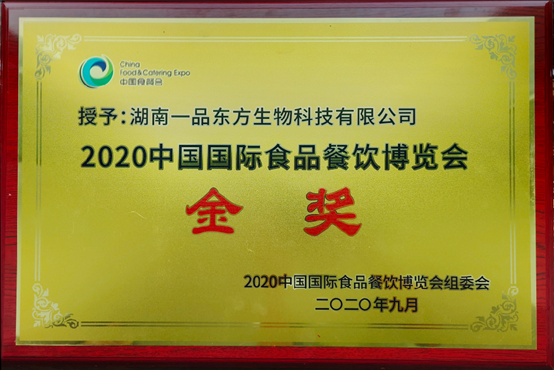 China
Food & Catering Expo
中国食餐会
授予：湖南一品东方生物科技有限公司
2020中国国际食品餐饮博览会
金奖
2020中国国际食品餐饮博览会组委会
二〇二〇年九月